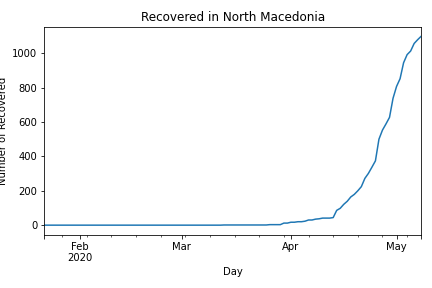 Recovered in North Macedonia
Number of Recovered
1000
800
600
400
200
0
Feb
2020
Mar
Apr
May
Day